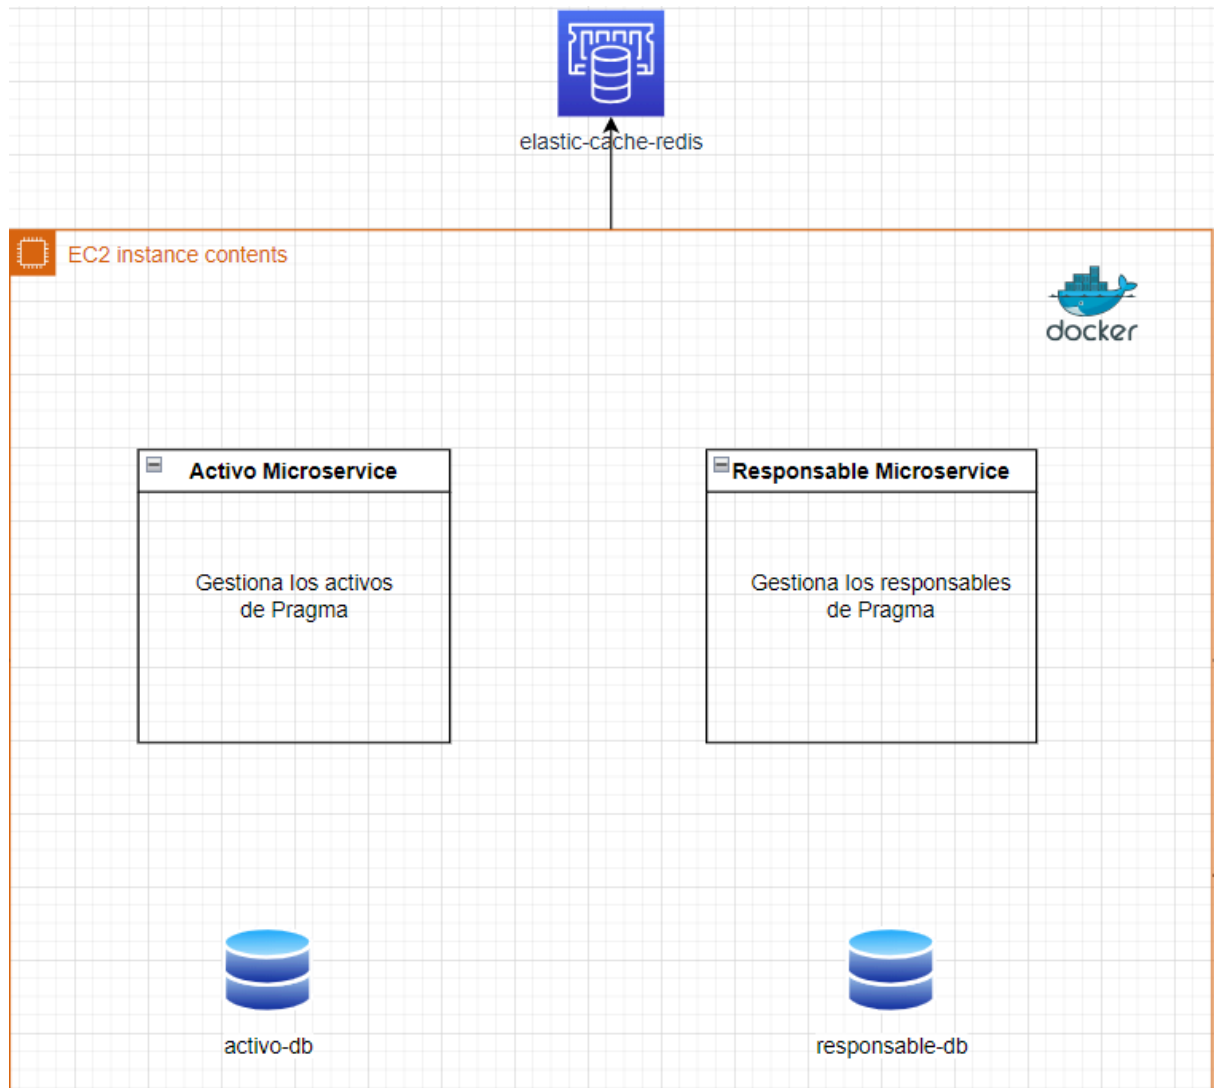 elastic-cache-redis
EC2 instance contents
docker
Activo Microservice
Gestiona los activos
de Pragma
Responsable Microservice
Gestiona los responsables
de Pragma
activo-db
responsable-db